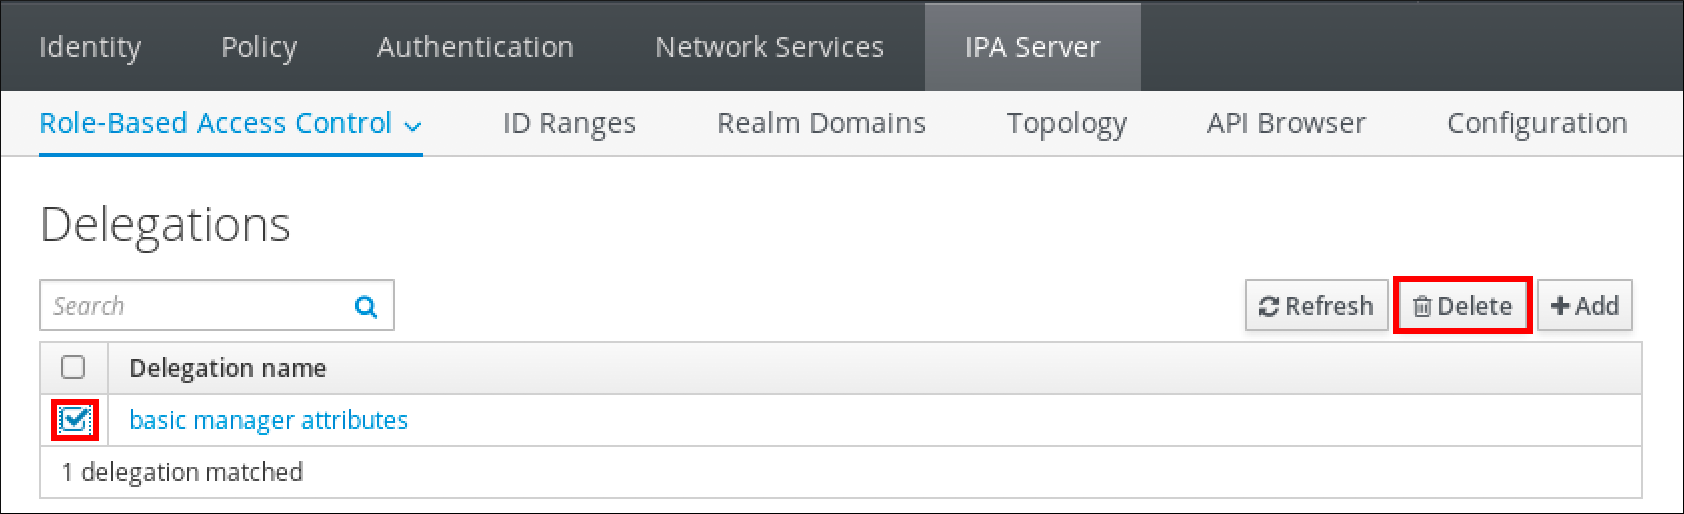 Identity Policy Authentication Network Services IPA Server
Role-Based Access Control ID Ranges Realm Domains Topology API Browser Configuration
Delegations
Search Refresh Delete Add
Delegation name
basic manager attributes
1 delegation matched